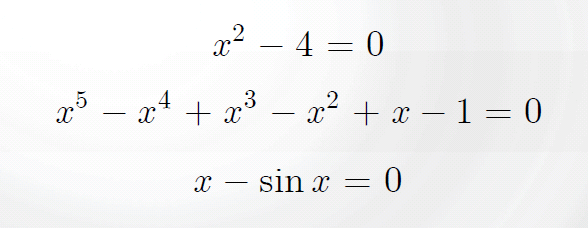 x² − 4 = 0
x⁵ − x⁴ + x³ − x² + x − 1 = 0
x − sin x = 0